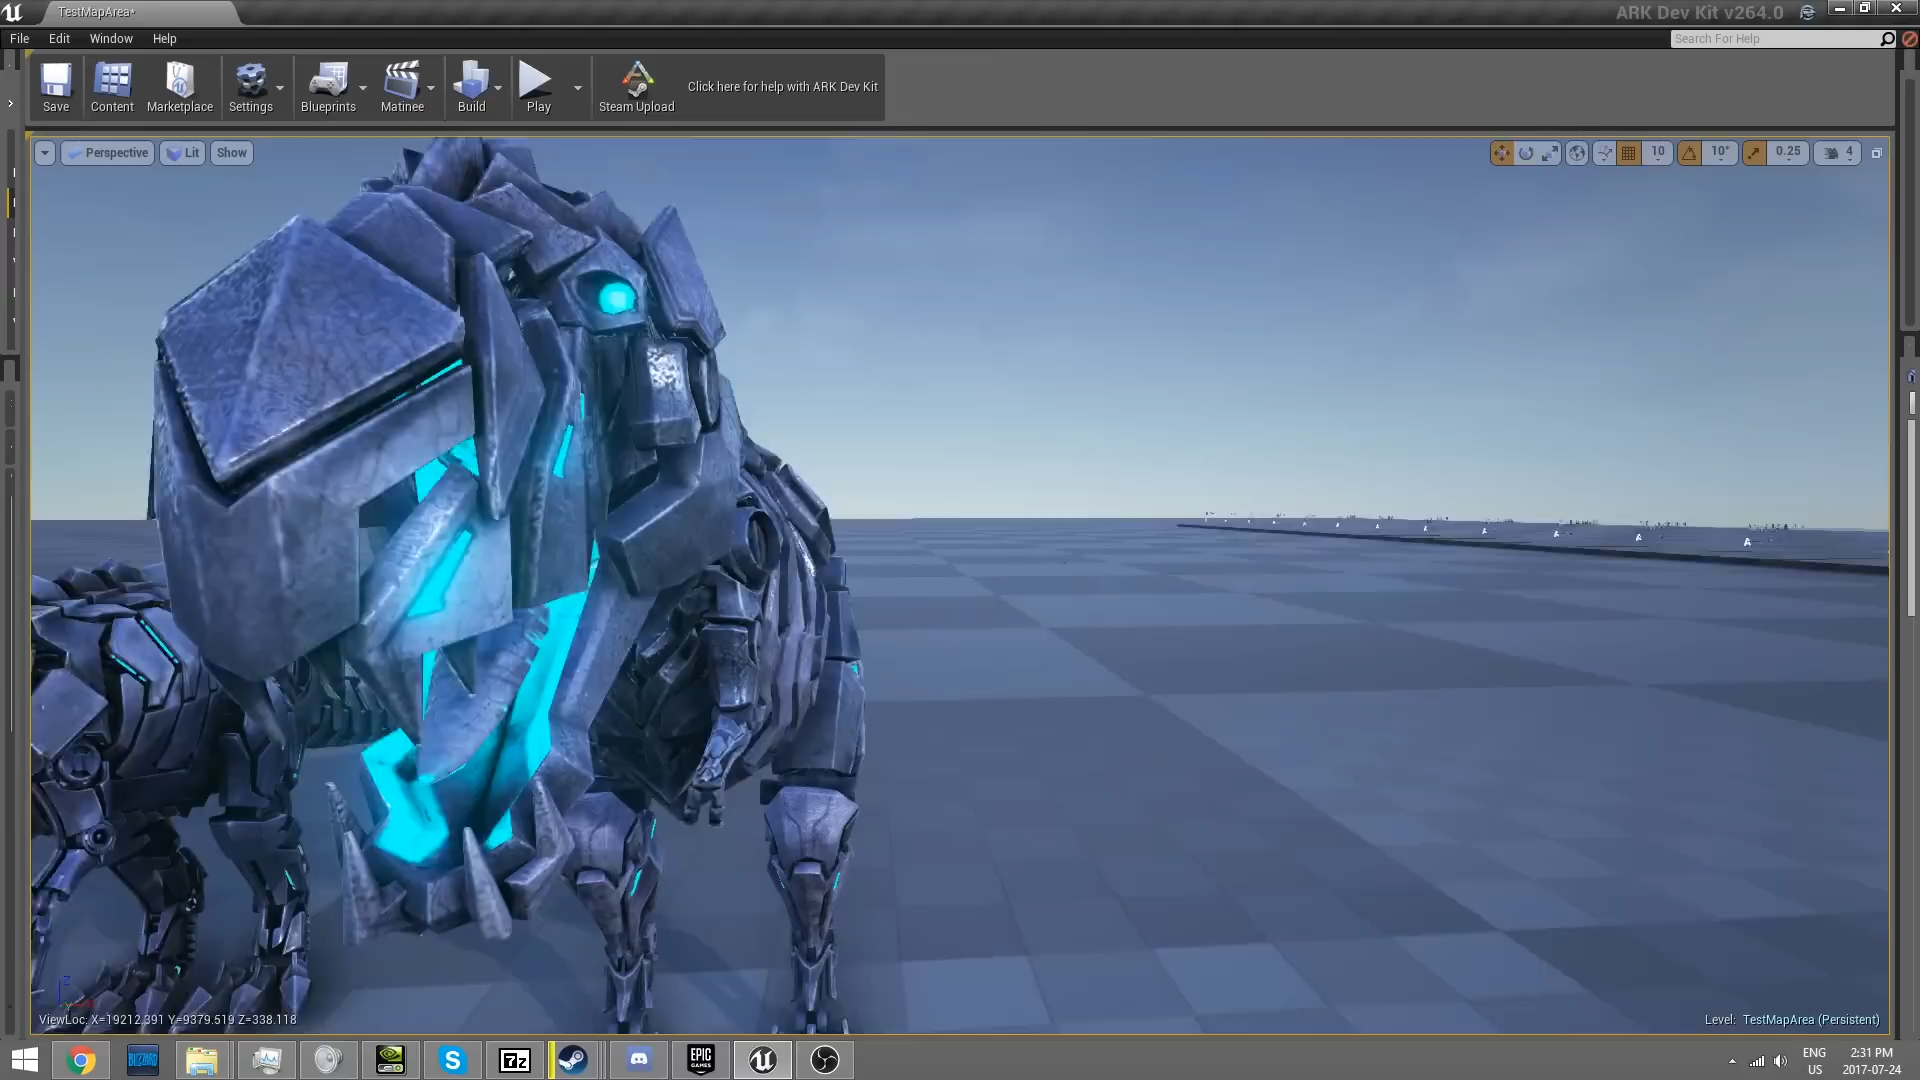 TestMapArea*
ARK Dev Kit v264.0
File Edit Window Help
Search For Help
Save Content Marketplace Settings Blueprints Matinee Build Play Steam Upload Click here for help with ARK Dev Kit
Perspective Lit Show
10 10° 0.25 4
ViewLoc: X=19212.391 Y=9379.519 Z=338.118
Level: TestMapArea (Persistent)
BLIZZARD
S
7z
EPIC GAMES
ENG 2:31 PM
US 2017-07-24